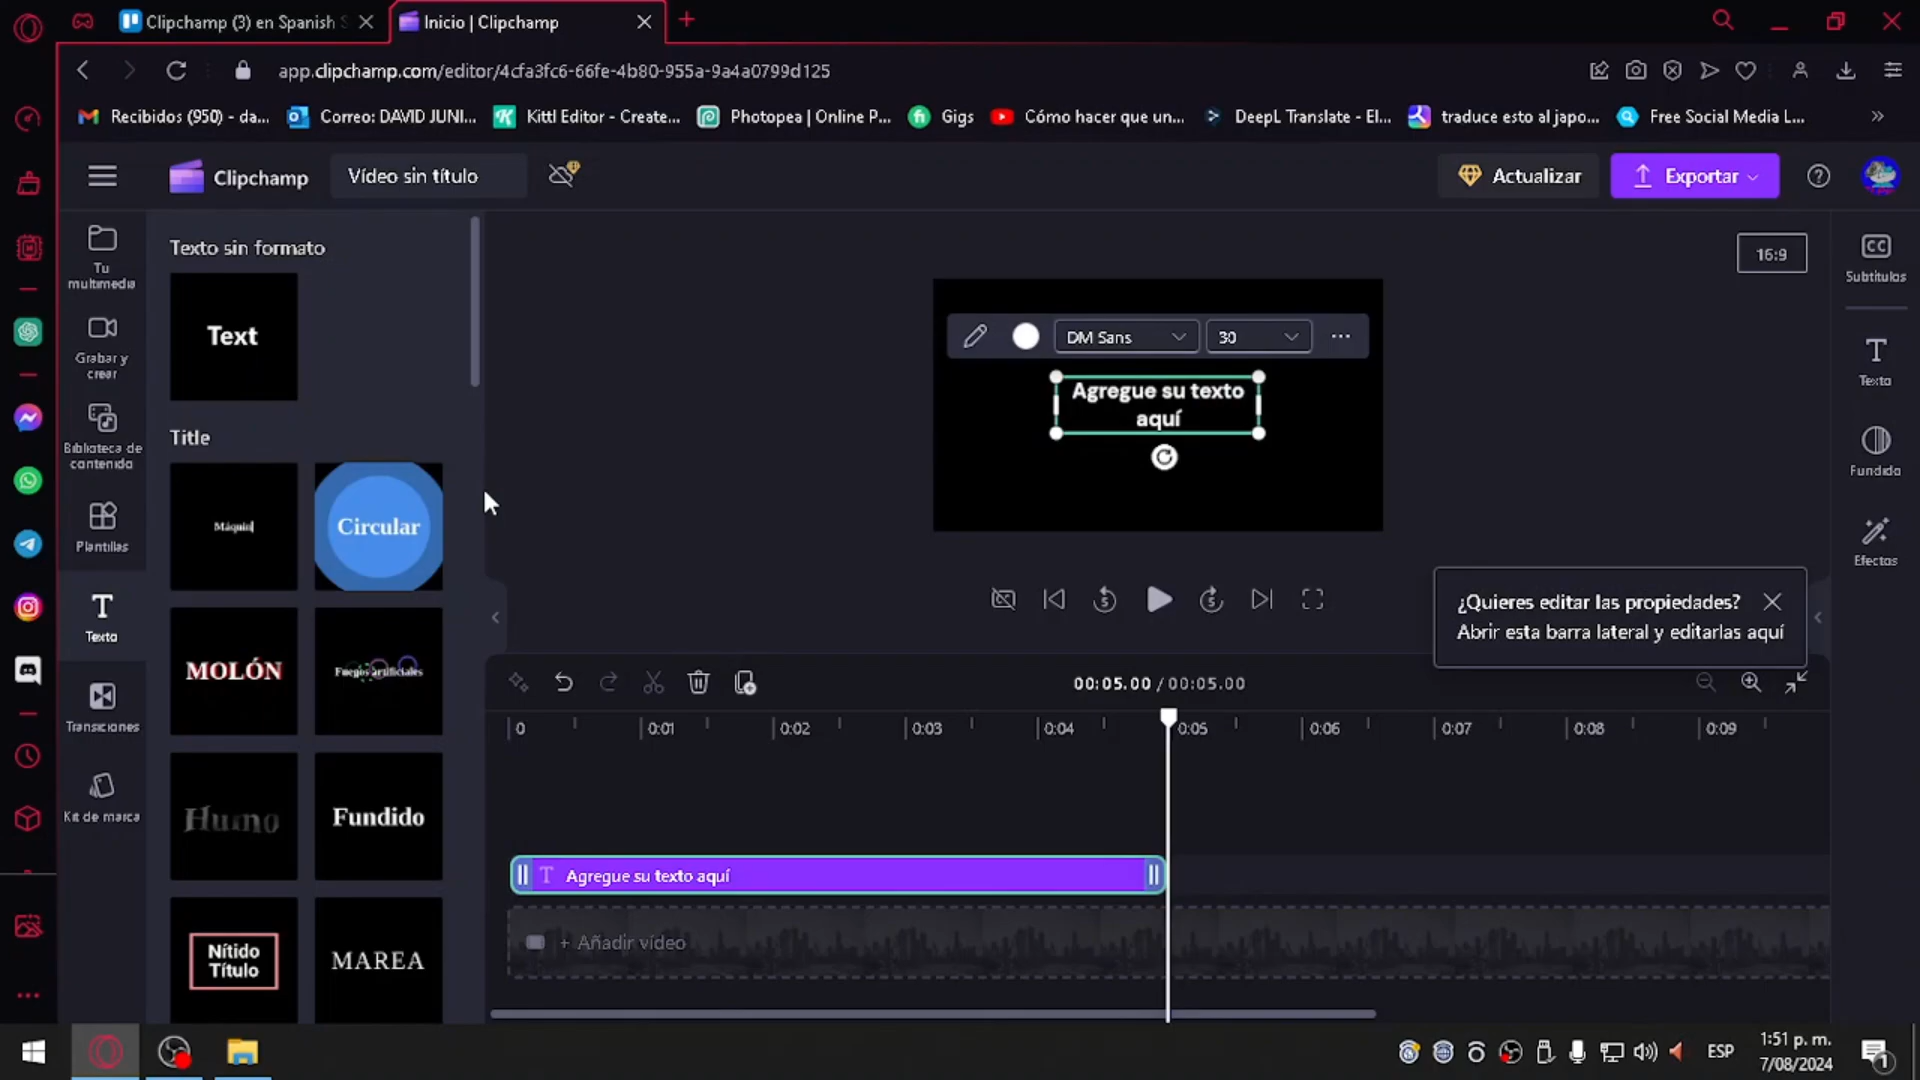 Clipchamp (3) en Spanish S
Inicio | Clipchamp
app.clipchamp.com/editor/4cfa3fc6-66fe-4b80-955a-9a4a0799d125
Recibidos (950) - da...
Correo: DAVID JUNI...
Kittl Editor - Create...
Photopea | Online P...
Gigs
Cómo hacer que un...
DeepL Translate - El...
traduce esto al japo...
Free Social Media L...
Clipchamp
Vídeo sin título
Actualizar
Exportar
Tu multimedia
Grabar y crear
Biblioteca de contenido
Plantillas
Texto
Transiciones
Kit de marca
Texto sin formato
Text
Title
Máquin
Circular
MOLÓN
Fuegos artificiales
Humo
Fundido
Nítido
Título
MAREA
16:9
DM Sans
30
Agregue su texto
aquí
Subtítulos
Texto
Fundido
Efectos
¿Quieres editar las propiedades?
Abrir esta barra lateral y editarlas aquí
5
5
00:05.00 / 00:05.00
0
0:01
0:02
0:03
0:04
0:05
0:06
0:07
0:08
0:09
T Agregue su texto aquí
+ Añadir vídeo
ESP
1:51 p. m.
7/08/2024
1